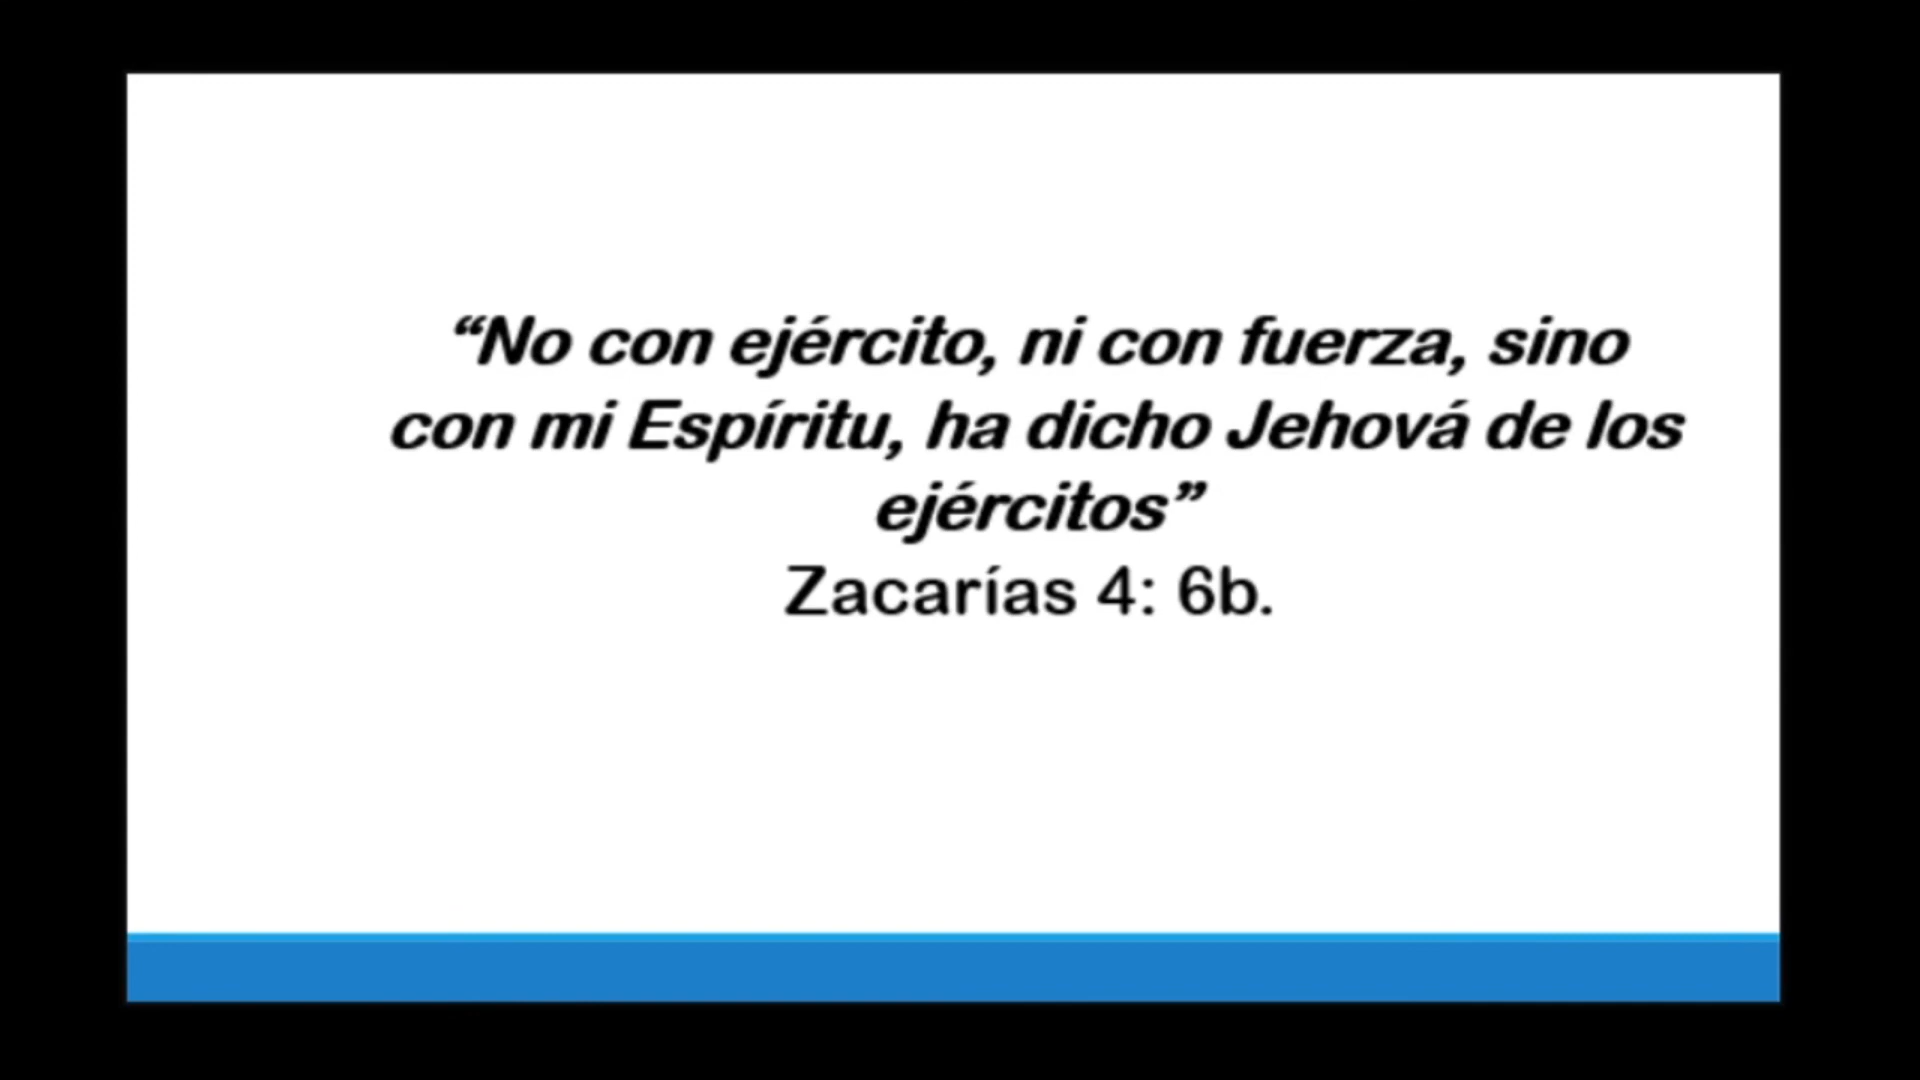 “No con ejército, ni con fuerza, sino
con mi Espíritu, ha dicho Jehová de los
ejércitos”
Zacarías 4: 6b.